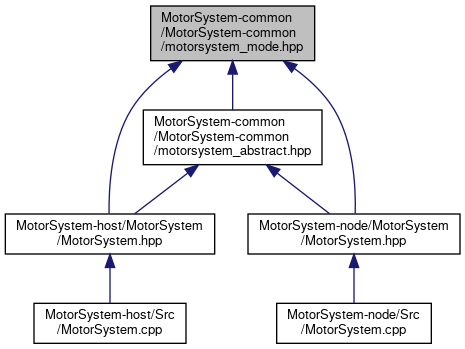 MotorSystem-common
/MotorSystem-common
/motorsystem_mode.hpp
MotorSystem-common
/MotorSystem-common
/motorsystem_abstract.hpp
MotorSystem-host/MotorSystem
/MotorSystem.hpp
MotorSystem-node/MotorSystem
/MotorSystem.hpp
MotorSystem-host/Src
/MotorSystem.cpp
MotorSystem-node/Src
/MotorSystem.cpp